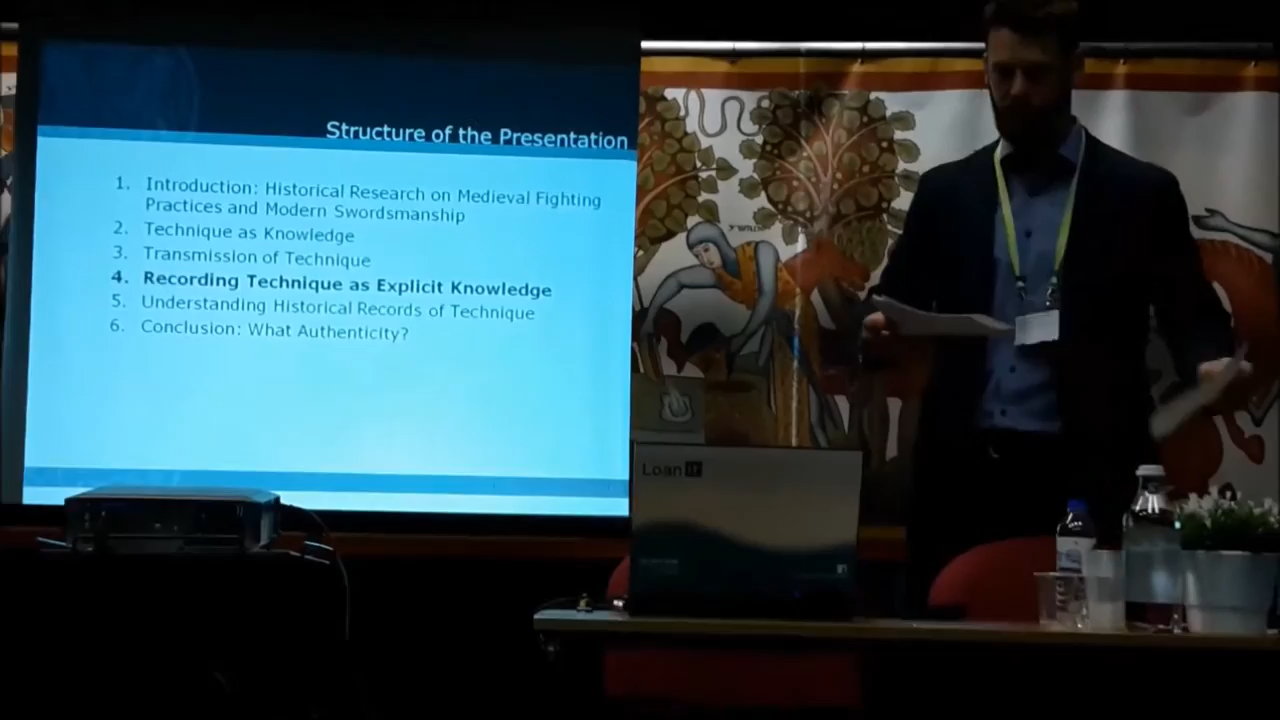 Structure of the Presentation
1. Introduction: Historical Research on Medieval Fighting
Practices and Modern Swordsmanship
2. Technique as Knowledge
3. Transmission of Technique
4. Recording Technique as Explicit Knowledge
5. Understanding Historical Records of Technique
6. Conclusion: What Authenticity?
Loan it